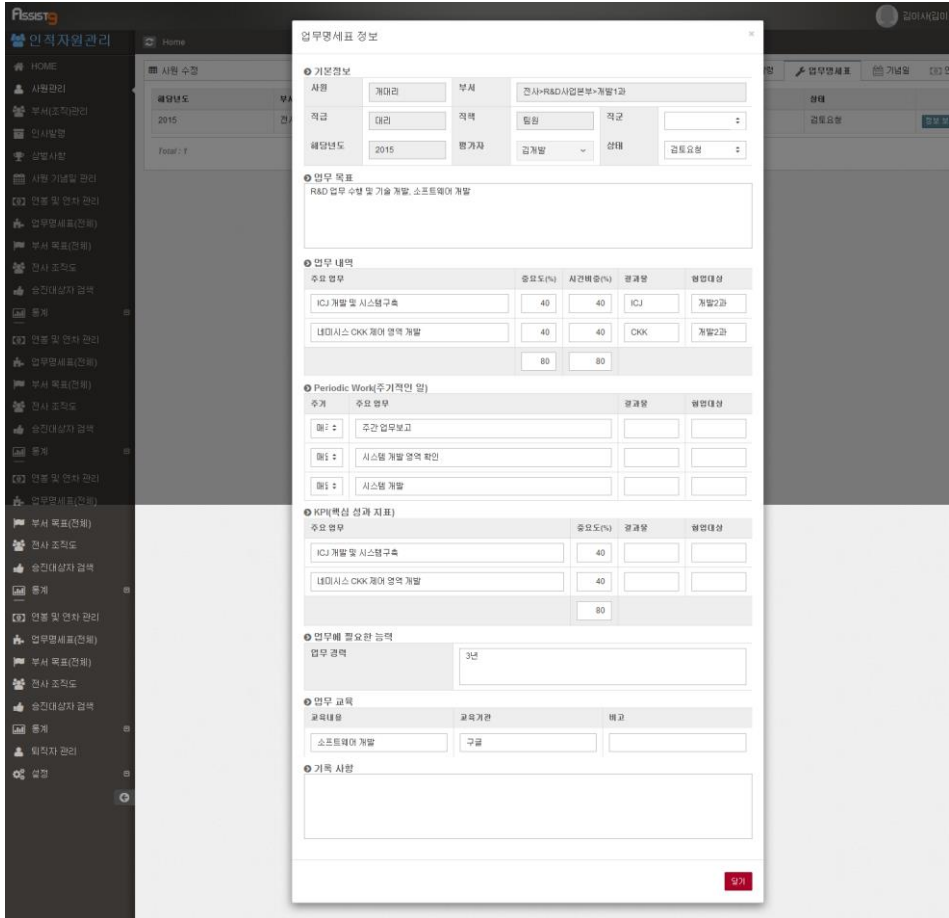 Assist9
김이사(김이
인적자원관리
Home
HOME
사원관리
부서(조직)관리
인사발령
상벌사항
사원 기념일 관리
연봉 및 연차 관리
업무명세표(전체)
부서 목표(전체)
전사 조직도
승진대상자 검색
통계
연봉 및 연차 관리
업무명세표(전체)
부서 목표(전체)
전사 조직도
승진대상자 검색
통계
연봉 및 연차 관리
업무명세표(전체)
부서 목표(전체)
전사 조직도
승진대상자 검색
통계
연봉 및 연차 관리
업무명세표(전체)
부서 목표(전체)
전사 조직도
승진대상자 검색
통계
퇴직자 관리
설정
사원 수정
업무명세표 기념일
해당년도 상태
2015 검토요청
Total : 1
업무명세표 정보 ×
기본정보
사원 개대리 부서 전사>R&D사업본부>개발1과
직급 대리 직책 팀원 직군
해당년도 2015 평가자 김개발 상태 검토요청
업무 목표
R&D 업무 수행 및 기술 개발, 소프트웨어 개발
업무 내역
주요 업무 중요도(%) 시간비중(%) 결과물 협업대상
ICJ 개발 및 시스템구축 40 40 ICJ 개발2과
네미시스 CKK 제어 영역 개발 40 40 CKK 개발2과
80 80
Periodic Work(주기적인 일)
주기 주요 업무 결과물 협업대상
주간 업무보고
시스템 개발 영역 확인
시스템 개발
KPI(핵심 성과 지표)
주요 업무 중요도(%) 결과물 협업대상
ICJ 개발 및 시스템구축 40
네미시스 CKK 제어 영역 개발 40
80
업무에 필요한 능력
업무 경력 3년
업무 교육
교육내용 교육기관 비고
소프트웨어 개발 구글
기록 사항
닫기